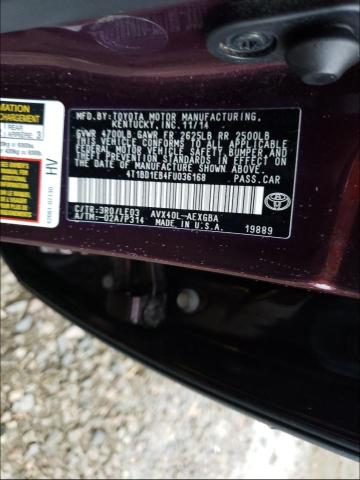 MFD. BY: TOYOTA MOTOR MANUFACTURING,
KENTUCKY, INC. 11/14
GVWR 4700LB GAWR FR 2625LB RR 2500LB
THIS VEHICLE CONFORMS TO ALL APPLICABLE
FEDERAL MOTOR VEHICLE SAFETY, BUMPER,
AND THEFT PREVENTION STANDARDS IN EFFECT ON THE
DATE OF MANUFACTURE SHOWN ABOVE.
4T1BD1EB4FU036168 PASS.CAR
C/TR:3R0/LE03 AVX40L-AEXGBA
A/TM:-02A/P314 MADE IN U.S.A.
19889
REAR 3
HV